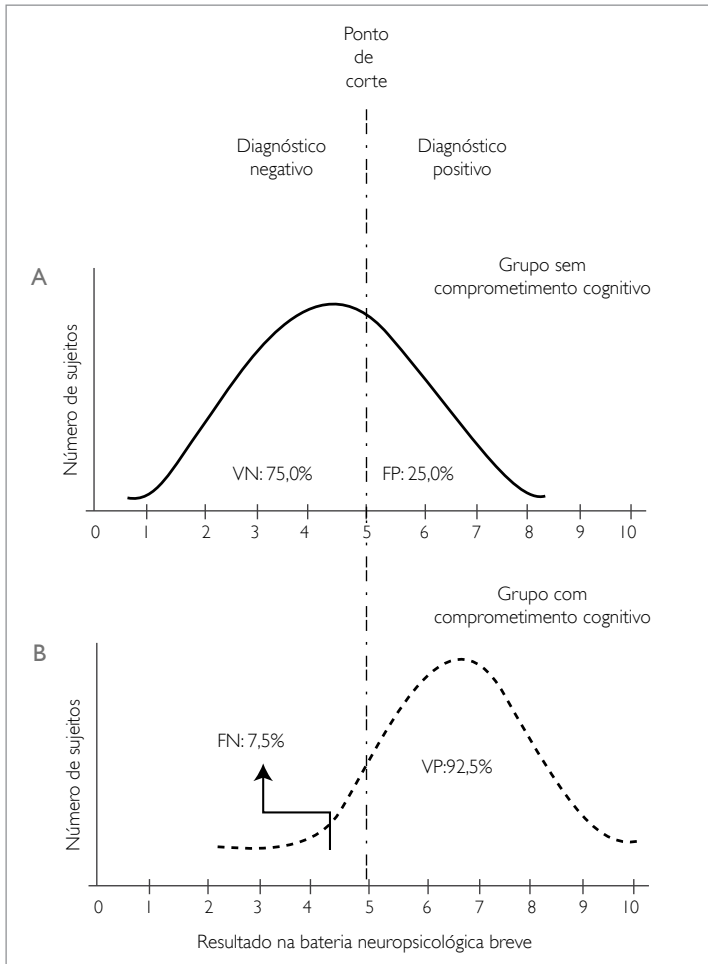 Ponto
de
corte
Diagnóstico
negativo
Diagnóstico
positivo
A
Grupo sem
comprometimento cognitivo
Número de sujeitos
VN: 75,0%
FP: 25,0%
0 1 2 3 4 5 6 7 8 9 10
B
Grupo com
comprometimento cognitivo
Número de sujeitos
FN: 7,5%
VP:92,5%
0 1 2 3 4 5 6 7 8 9 10
Resultado na bateria neuropsicológica breve